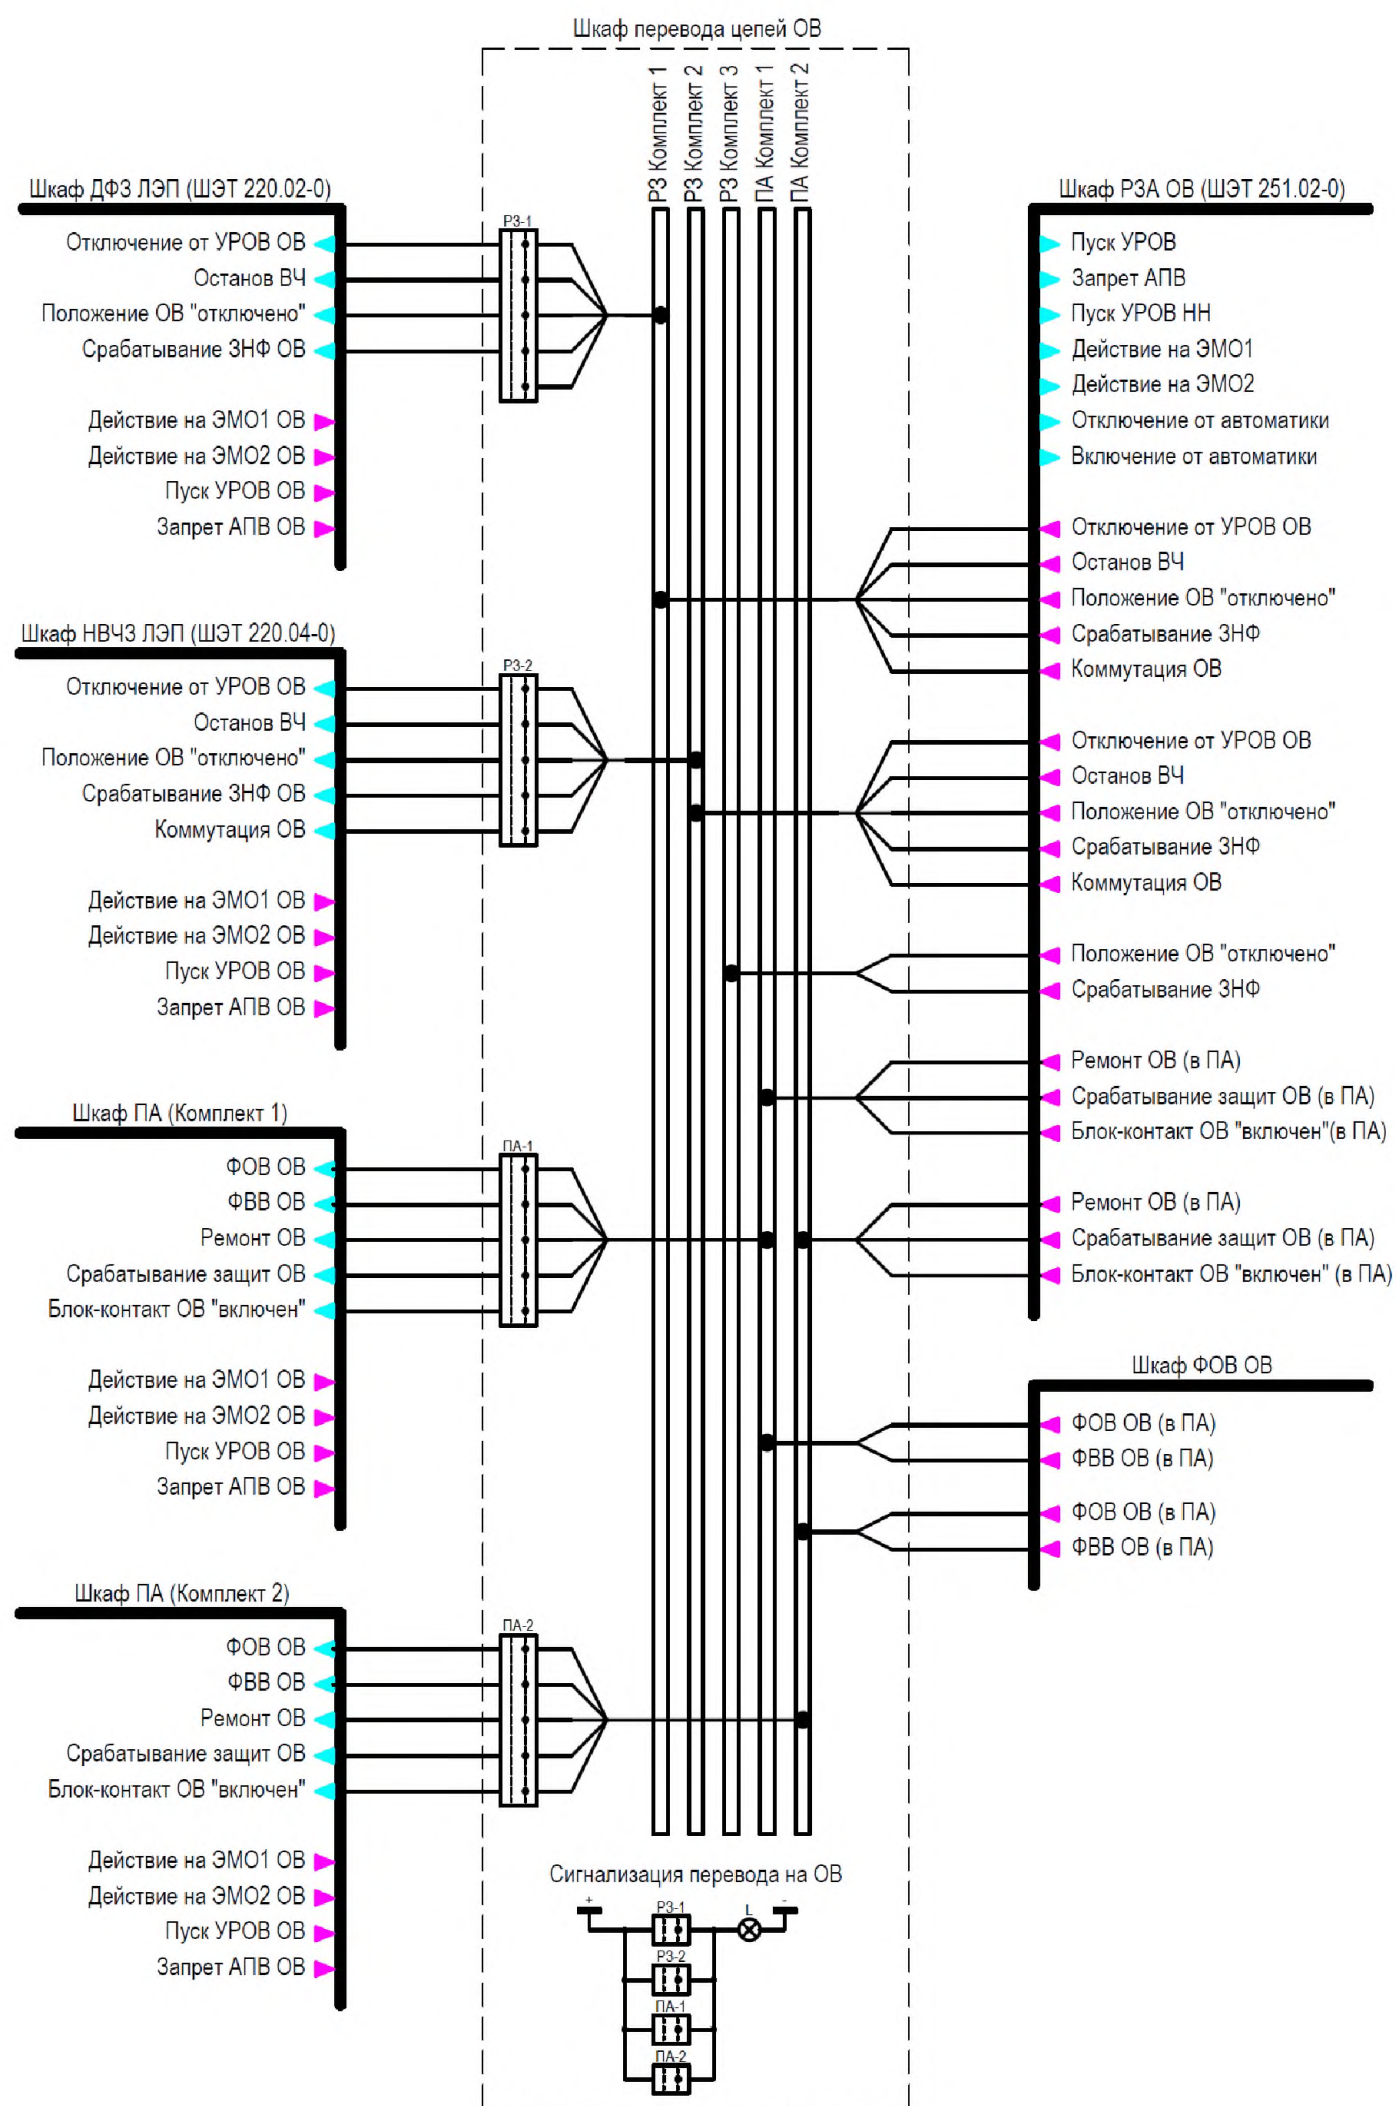 Шкаф перевода цепей ОВ
РЗ Комплект 1
РЗ Комплект 2
РЗ Комплект 3
ПА Комплект 1
ПА Комплект 2
Шкаф ДФЗ ЛЭП (ШЭТ 220.02-0)
РЗ-1
Отключение от УРОВ ОВ
Останов ВЧ
Положение ОВ "отключено"
Срабатывание ЗНФ ОВ
Действие на ЭМО1 ОВ
Действие на ЭМО2 ОВ
Пуск УРОВ ОВ
Запрет АПВ ОВ
Шкаф НВЧЗ ЛЭП (ШЭТ 220.04-0)
РЗ-2
Отключение от УРОВ ОВ
Останов ВЧ
Положение ОВ "отключено"
Срабатывание ЗНФ ОВ
Коммутация ОВ
Действие на ЭМО1 ОВ
Действие на ЭМО2 ОВ
Пуск УРОВ ОВ
Запрет АПВ ОВ
Шкаф ПА (Комплект 1)
ПА-1
ФОВ ОВ
ФВВ ОВ
Ремонт ОВ
Срабатывание защит ОВ
Блок-контакт ОВ "включен"
Действие на ЭМО1 ОВ
Действие на ЭМО2 ОВ
Пуск УРОВ ОВ
Запрет АПВ ОВ
Шкаф ПА (Комплект 2)
ПА-2
ФОВ ОВ
ФВВ ОВ
Ремонт ОВ
Срабатывание защит ОВ
Блок-контакт ОВ "включен"
Действие на ЭМО1 ОВ
Действие на ЭМО2 ОВ
Пуск УРОВ ОВ
Запрет АПВ ОВ
Шкаф РЗА ОВ (ШЭТ 251.02-0)
Пуск УРОВ
Запрет АПВ
Пуск УРОВ НН
Действие на ЭМО1
Действие на ЭМО2
Отключение от автоматики
Включение от автоматики
Отключение от УРОВ ОВ
Останов ВЧ
Положение ОВ "отключено"
Срабатывание ЗНФ
Коммутация ОВ
Отключение от УРОВ ОВ
Останов ВЧ
Положение ОВ "отключено"
Срабатывание ЗНФ
Коммутация ОВ
Положение ОВ "отключено"
Срабатывание ЗНФ
Ремонт ОВ (в ПА)
Срабатывание защит ОВ (в ПА)
Блок-контакт ОВ "включен"(в ПА)
Ремонт ОВ (в ПА)
Срабатывание защит ОВ (в ПА)
Блок-контакт ОВ "включен" (в ПА)
Шкаф ФОВ ОВ
ФОВ ОВ (в ПА)
ФВВ ОВ (в ПА)
ФОВ ОВ (в ПА)
ФВВ ОВ (в ПА)
Сигнализация перевода на ОВ
+
РЗ-1
L
-
РЗ-2
ПА-1
ПА-2